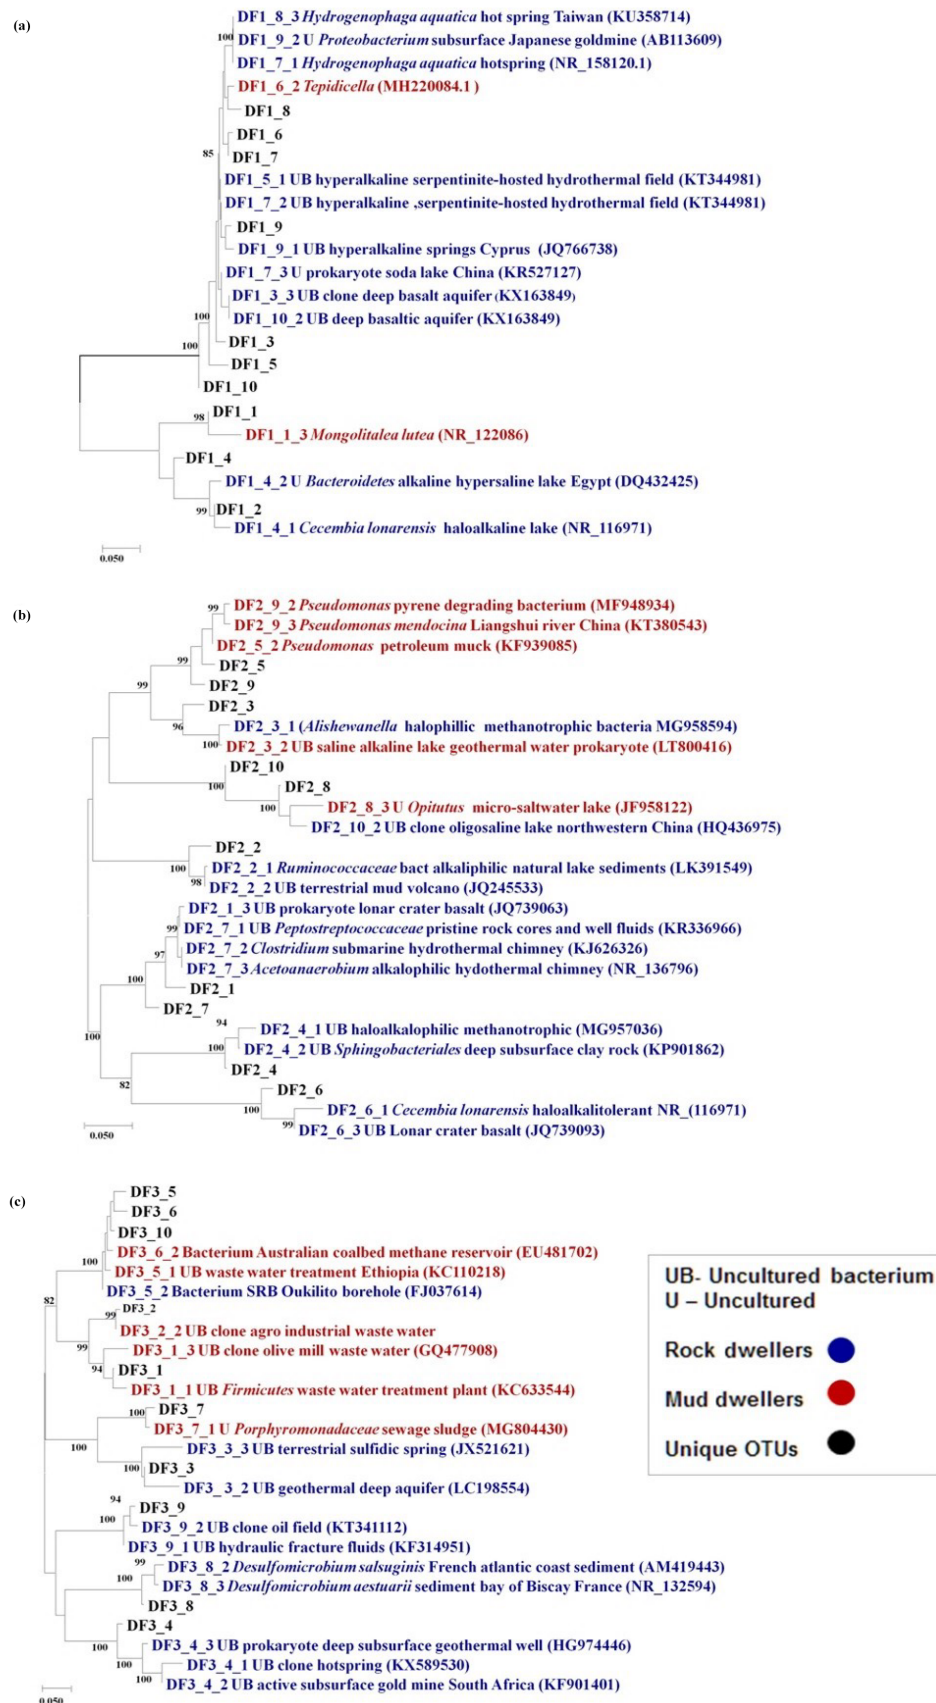 (a)
DF1_8_3 Hydrogenophaga aquatica hot spring Taiwan (KU358714)
100
DF1_9_2 U Proteobacterium subsurface Japanese goldmine (AB113609)
DF1_7_1 Hydrogenophaga aquatica hotspring (NR_158120.1)
DF1_6_2 Tepidicella (MH220084.1 )
DF1_8
DF1_6
85
DF1_7
DF1_5_1 UB hyperalkaline serpentinite-hosted hydrothermal field (KT344981)
DF1_7_2 UB hyperalkaline ,serpentinite-hosted hydrothermal field (KT344981)
DF1_9
DF1_9_1 UB hyperalkaline springs Cyprus (JQ766738)
DF1_7_3 U prokaryote soda lake China (KR527127)
DF1_3_3 UB clone deep basalt aquifer (KX163849)
100
DF1_10_2 UB deep basaltic aquifer (KX163849)
100
DF1_3
DF1_5
DF1_10
98
DF1_1
DF1_1_3 Mongolitalea lutea (NR_122086)
DF1_4
DF1_4_2 U Bacteroidetes alkaline hypersaline lake Egypt (DQ432425)
99
DF1_2
DF1_4_1 Cecembia lonarensis haloalkaline lake (NR_116971)
0.050
(b)
99
DF2_9_2 Pseudomonas pyrene degrading bacterium (MF948934)
DF2_9_3 Pseudomonas mendocina Liangshui river China (KT380543)
DF2_5_2 Pseudomonas petroleum muck (KF939085)
99
DF2_5
99
DF2_9
DF2_3
96
DF2_3_1 (Alishewanella halophillic methanotrophic bacteria MG958594)
100
DF2_3_2 UB saline alkaline lake geothermal water prokaryote (LT800416)
DF2_10
100
DF2_8
100
DF2_8_3 U Opitutus micro-saltwater lake (JF958122)
DF2_10_2 UB clone oligosaline lake northwestern China (HQ436975)
DF2_2
100
DF2_2_1 Ruminococcaceae bact alkaliphilic natural lake sediments (LK391549)
98
DF2_2_2 UB terrestrial mud volcano (JQ245533)
DF2_1_3 UB prokaryote lonar crater basalt (JQ739063)
99
DF2_7_1 UB Peptostreptococcaceae pristine rock cores and well fluids (KR336966)
97
DF2_7_2 Clostridium submarine hydrothermal chimney (KJ626326)
DF2_7_3 Acetoanaerobium alkalophilic hydothermal chimney (NR_136796)
100
DF2_1
DF2_7
94
DF2_4_1 UB haloalkalophilic methanotrophic (MG957036)
100
100
DF2_4_2 UB Sphingobacteriales deep subsurface clay rock (KP901862)
DF2_4
82
DF2_6
100
DF2_6_1 Cecembia lonarensis haloalkalitolerant NR_(116971)
99
DF2_6_3 UB Lonar crater basalt (JQ739093)
0.050
(c)
DF3_5
DF3_6
DF3_10
DF3_6_2 Bacterium Australian coalbed methane reservoir (EU481702)
100
DF3_5_1 UB waste water treatment Ethiopia (KC110218)
DF3_5_2 Bacterium SRB Oukilito borehole (FJ037614)
82
DF3_2
99
DF3_2_2 UB clone agro industrial waste water
99
DF3_1_3 UB clone olive mill waste water (GQ477908)
94
DF3_1
DF3_1_1 UB Firmicutes waste water treatment plant (KC633544)
DF3_7
100
DF3_7_1 U Porphyromonadaceae sewage sludge (MG804430)
100
DF3_3_3 UB terrestrial sulfidic spring (JX521621)
100
DF3_3
DF3_3_2 UB geothermal deep aquifer (LC198554)
94
DF3_9
100
DF3_9_2 UB clone oil field (KT341112)
DF3_9_1 UB hydraulic fracture fluids (KF314951)
99
DF3_8_2 Desulfomicrobium salsuginis French atlantic coast sediment (AM419443)
100
DF3_8_3 Desulfomicrobium aestuarii sediment bay of Biscay France (NR_132594)
DF3_8
DF3_4
100
DF3_4_3 UB prokaryote deep subsurface geothermal well (HG974446)
100
DF3_4_1 UB clone hotspring (KX589530)
DF3_4_2 UB active subsurface gold mine South Africa (KF901401)
0.050
UB- Uncultured bacterium
U – Uncultured
Rock dwellers
Mud dwellers
Unique OTUs